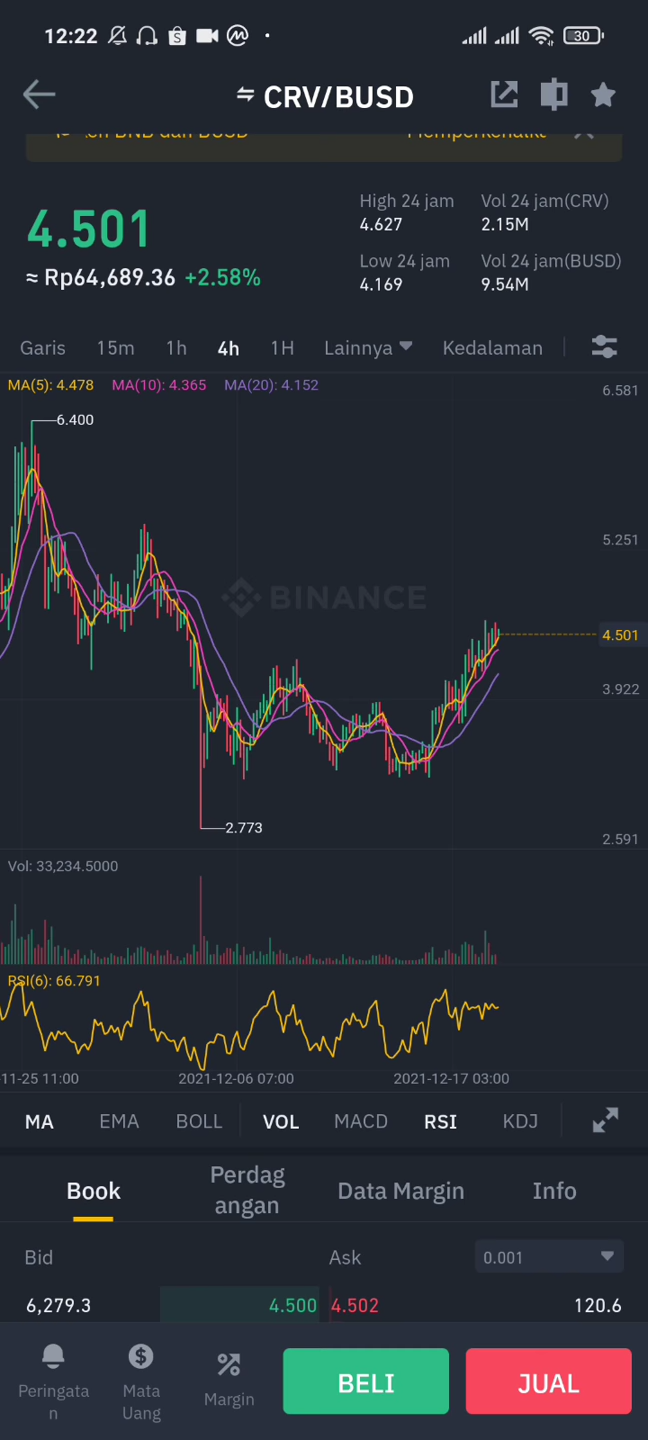 12:22
30
CRV/BUSD
BNB dan BUSD
4.501
≈ Rp64,689.36 +2.58%
High 24 jam
4.627
Vol 24 jam(CRV)
2.15M
Low 24 jam
4.169
Vol 24 jam(BUSD)
9.54M
Garis 15m 1h 4h 1H Lainnya Kedalaman
MA(5): 4.478 MA(10): 4.365 MA(20): 4.152
6.581
6.400
5.251
BINANCE
4.501
3.922
2.773
2.591
Vol: 33,234.5000
RSI(6): 66.791
-11-25 11:00 2021-12-06 07:00 2021-12-17 03:00
MA EMA BOLL VOL MACD RSI KDJ
Book
Perdag
angan
Data Margin
Info
Bid Ask 0.001
6,279.3 4.500 4.502 120.6
Peringata
n
Mata
Uang
Margin
BELI
JUAL